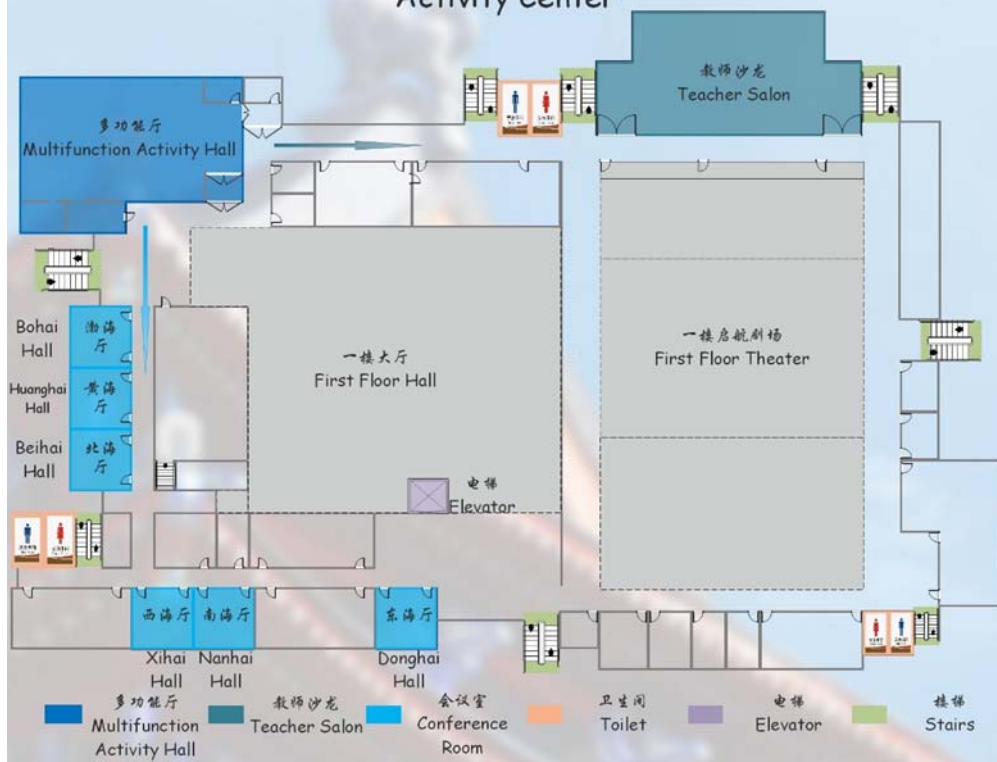 Activity Center
教师沙龙
Teacher Salon
多功能厅
Multifunction Activity Hall
Bohai
Hall
渤海
厅
一楼大厅
First Floor Hall
一楼启航剧场
First Floor Theater
Huanghai
Hall
黄海
厅
Beihai
Hall
北海
厅
电梯
Elevator
西海厅
南海厅
东海厅
Xihai
Hall
Nanhai
Hall
Donghai
Hall
多功能厅
Multifunction
Activity Hall
教师沙龙
Teacher Salon
会议室
Conference
Room
卫生间
Toilet
电梯
Elevator
楼梯
Stairs